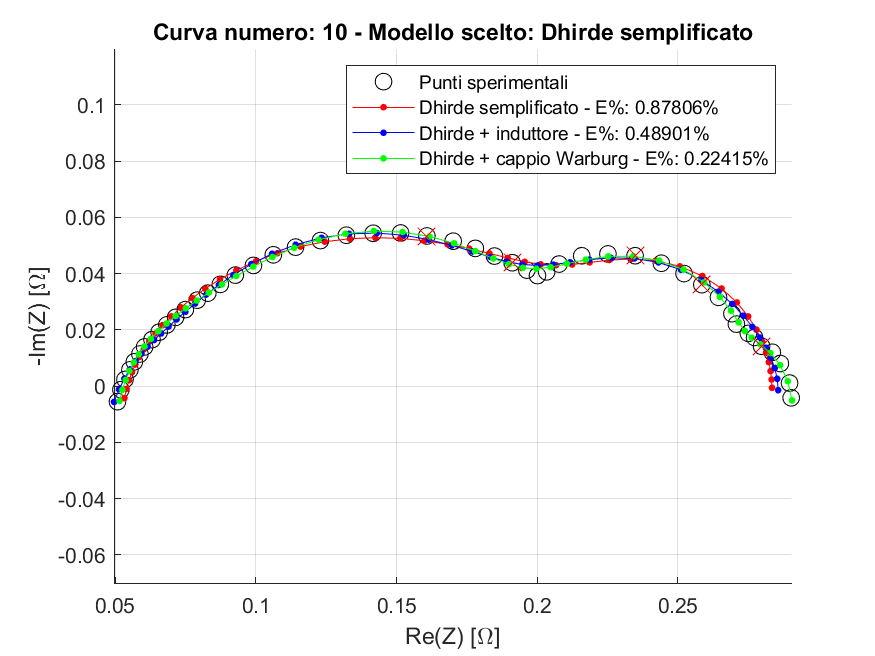 Curva numero: 10 - Modello scelto: Dhirde semplificato
Punti sperimentali
Dhirde semplificato - E%: 0.87806%
Dhirde + induttore - E%: 0.48901%
Dhirde + cappio Warburg - E%: 0.22415%
-Im(Z) [Ω]
0.1
0.08
0.06
0.04
0.02
0
-0.02
-0.04
-0.06
0.05
0.1
0.15
0.2
0.25
Re(Z) [Ω]